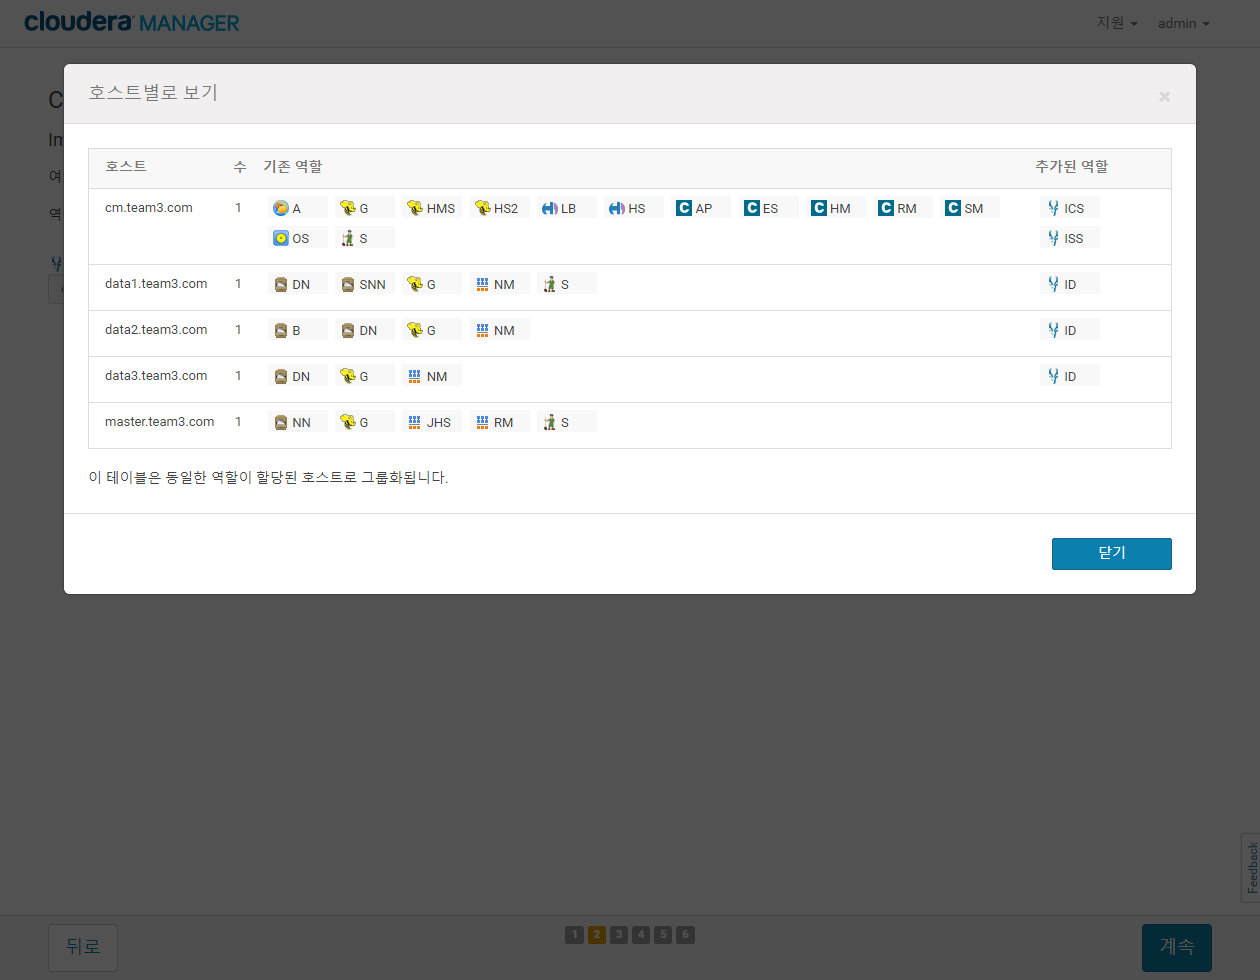 cloudera MANAGER
지원
admin
호스트별로 보기
×
C
Im
여
역
호스트 수 기존 역할 추가된 역할
cm.team3.com 1 A G HMS HS2 LB HS AP ES HM RM SM ICS
OS S ISS
data1.team3.com 1 DN SNN G NM S ID
data2.team3.com 1 B DN G NM ID
data3.team3.com 1 DN G NM ID
master.team3.com 1 NN G JHS RM S
이 테이블은 동일한 역할이 할당된 호스트로 그룹화됩니다.
닫기
Feedback
뒤로
1 2 3 4 5 6
계속